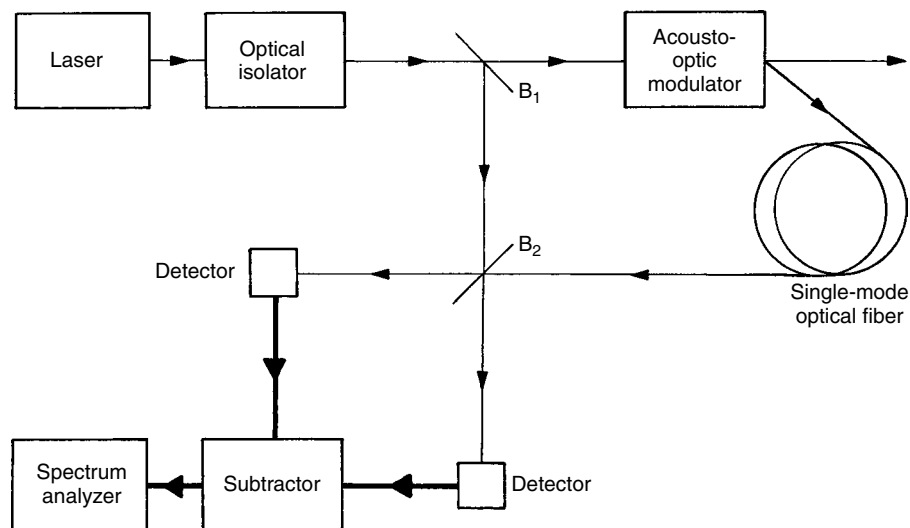 Laser
Optical
isolator
B1
Acousto-
optic
modulator
B2
Detector
Single-mode
optical fiber
Spectrum
analyzer
Subtractor
Detector